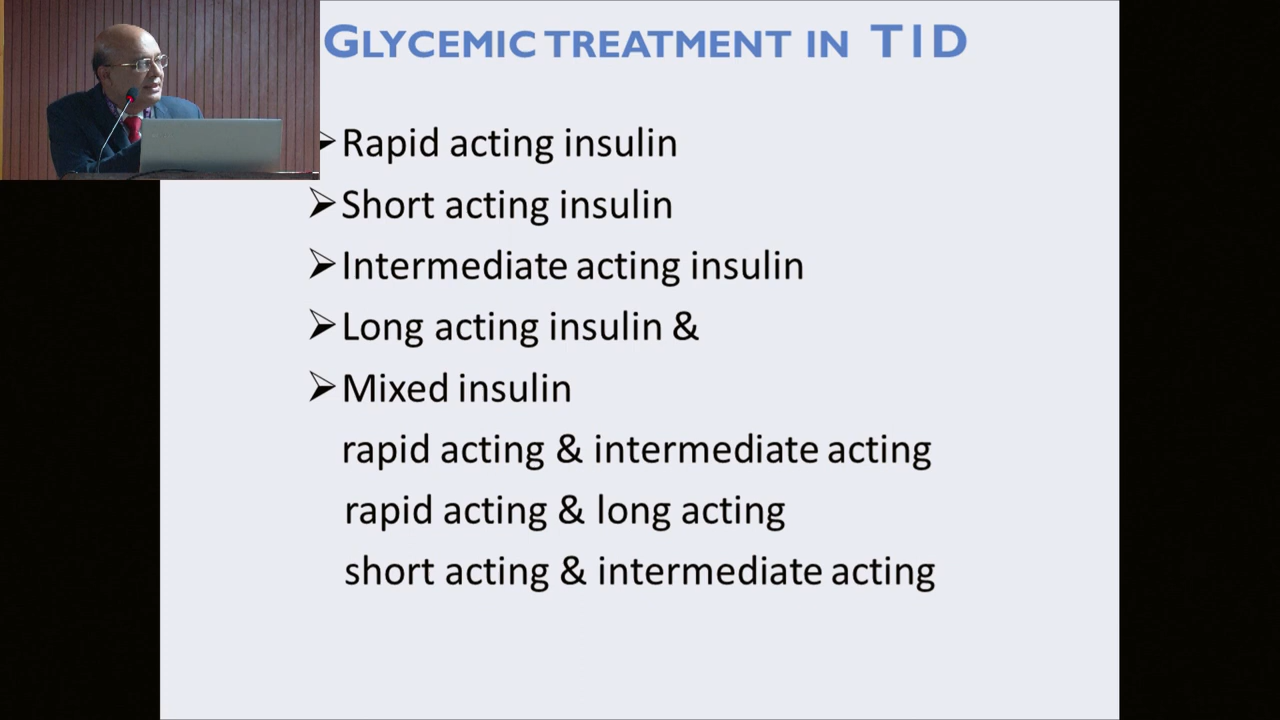 GLYCEMIC TREATMENT IN T1D
➢Rapid acting insulin
➢Short acting insulin
➢Intermediate acting insulin
➢Long acting insulin &
➢Mixed insulin
rapid acting & intermediate acting
rapid acting & long acting
short acting & intermediate acting